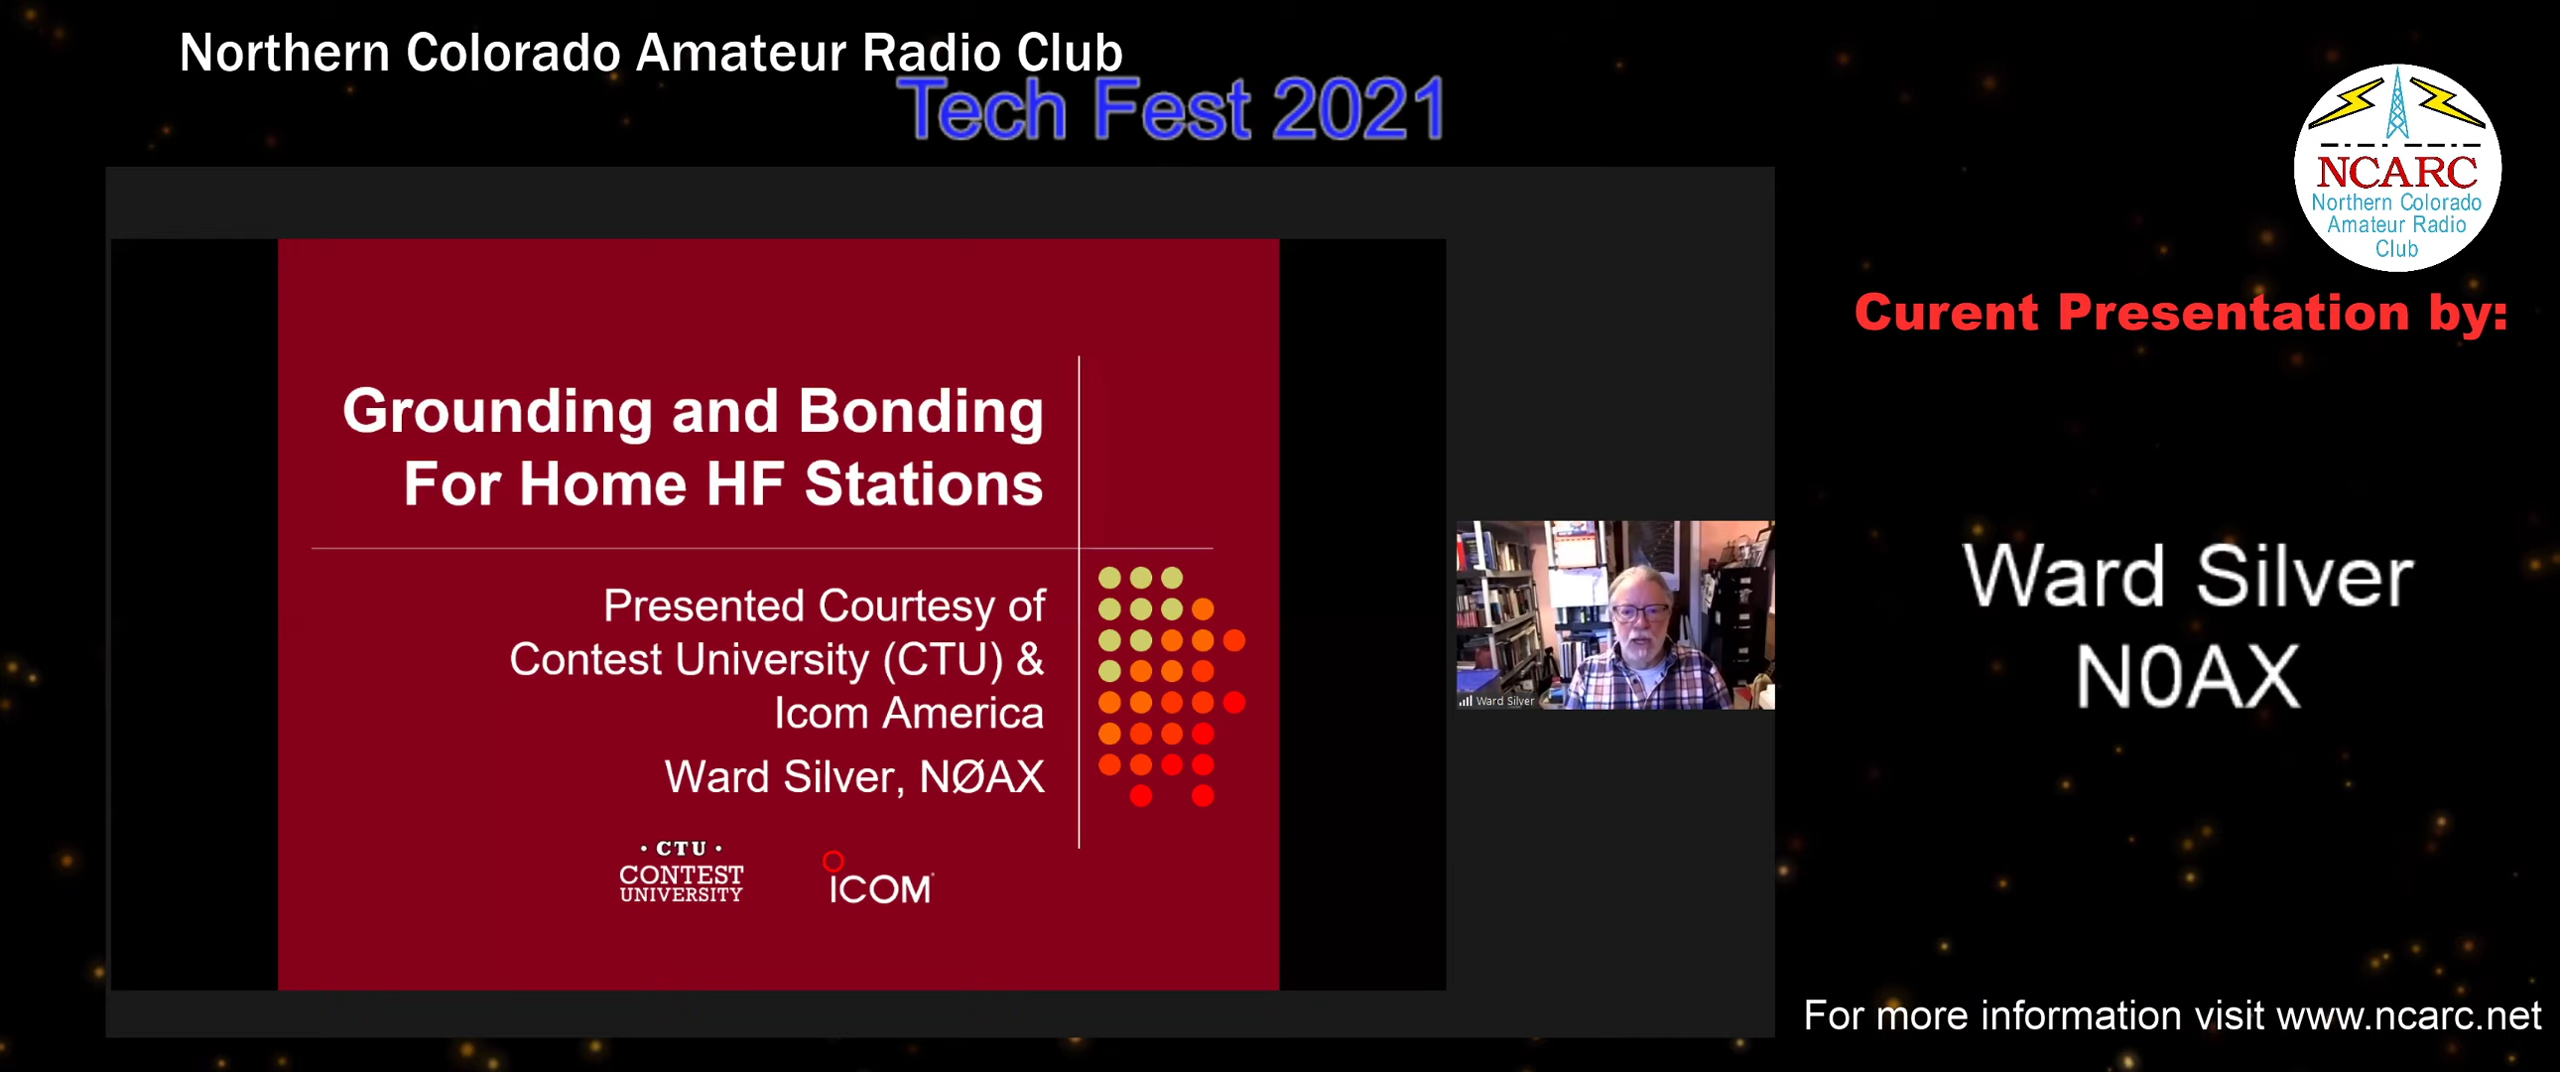 Northern Colorado Amateur Radio Club
Tech Fest 2021
NCARC
Northern Colorado
Amateur Radio
Club
Curent Presentation by:
Ward Silver
N0AX
Grounding and Bonding
For Home HF Stations
Presented Courtesy of
Contest University (CTU) &
Icom America
Ward Silver, NØAX
· CTU ·
CONTEST
UNIVERSITY
ICOM
Ward Silver
For more information visit www.ncarc.net